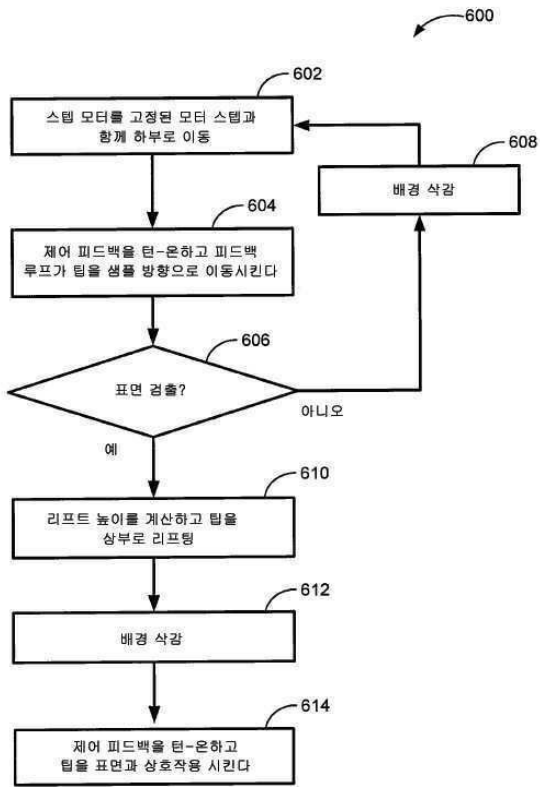 600
602
스텝 모터를 고정된 모터 스텝과
함께 하부로 이동
608
배경 삭감
604
제어 피드백을 턴-온하고 피드백
루프가 팁을 샘플 방향으로 이동시킨다
606
표면 검출?
아니오
예
610
리프트 높이를 계산하고 팁을
상부로 리프팅
612
배경 삭감
614
제어 피드백을 턴-온하고
팁을 표면과 상호작용 시킨다